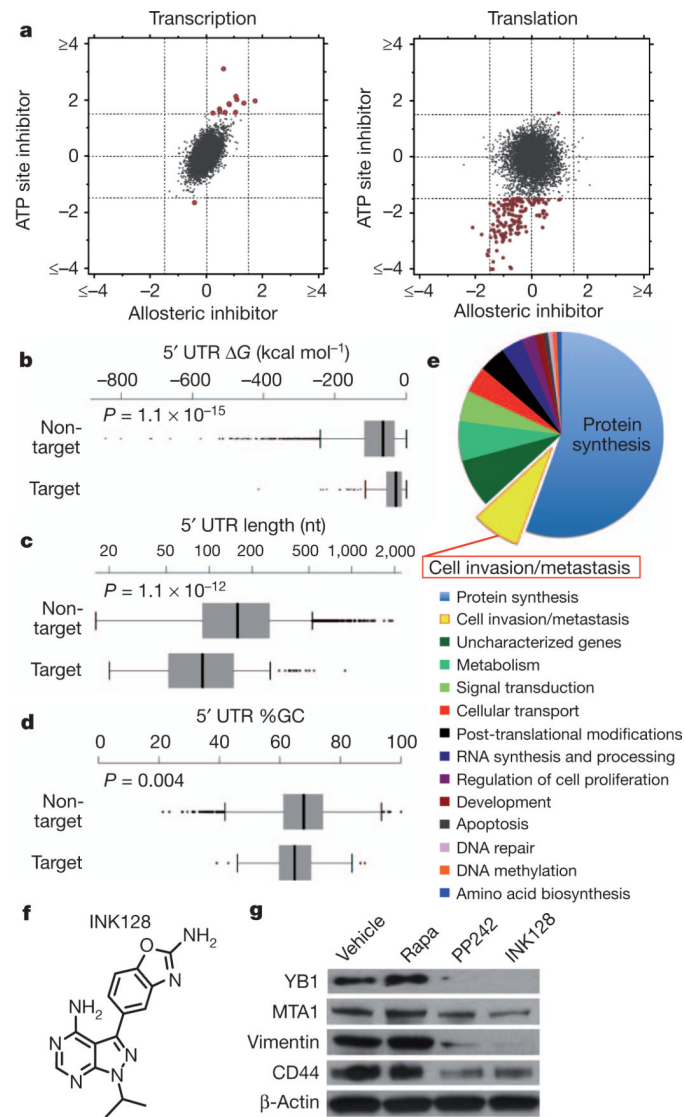 a
Transcription
Translation
ATP site inhibitor
≥4
2
0
−2
≤−4
≤−4 −2 0 2 ≥4
Allosteric inhibitor
ATP site inhibitor
≥4
2
0
−2
≤−4
≤−4 −2 0 2 ≥4
Allosteric inhibitor
b
5′ UTR ΔG (kcal mol−1)
−800 −600 −400 −200 0
P = 1.1 × 10−15
Non-
target
Target
c
5′ UTR length (nt)
20 50 100 200 500 1,000 2,000
P = 1.1 × 10−12
Non-
target
Target
d
5′ UTR %GC
0 20 40 60 80 100
P = 0.004
Non-
target
Target
e
Protein
synthesis
Cell invasion/metastasis
Protein synthesis
Cell invasion/metastasis
Uncharacterized genes
Metabolism
Signal transduction
Cellular transport
Post-translational modifications
RNA synthesis and processing
Regulation of cell proliferation
Development
Apoptosis
DNA repair
DNA methylation
Amino acid biosynthesis
f
INK128
O
NH2
N
NH2
N
N
N
N
N
g
Vehicle
Rapa
PP242
INK128
YB1
MTA1
Vimentin
CD44
β-Actin